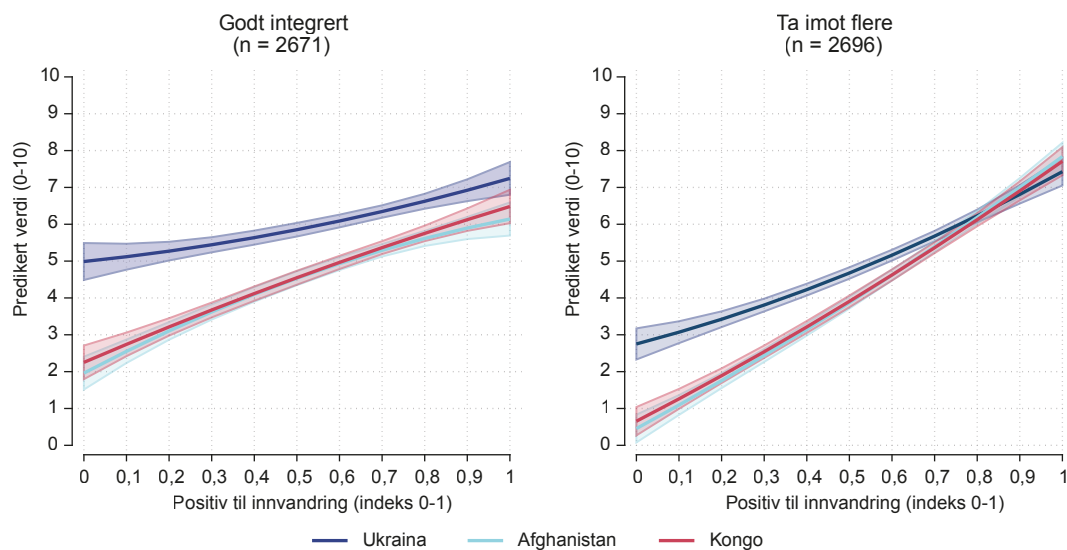 Godt integrert
(n = 2671)
Predikert verdi (0-10)
10
9
8
7
6
5
4
3
2
1
0
0 0,1 0,2 0,3 0,4 0,5 0,6 0,7 0,8 0,9 1
Positiv til innvandring (indeks 0-1)
Ta imot flere
(n = 2696)
Predikert verdi (0-10)
10
9
8
7
6
5
4
3
2
1
0
0 0,1 0,2 0,3 0,4 0,5 0,6 0,7 0,8 0,9 1
Positiv til innvandring (indeks 0-1)
Ukraina Afghanistan Kongo